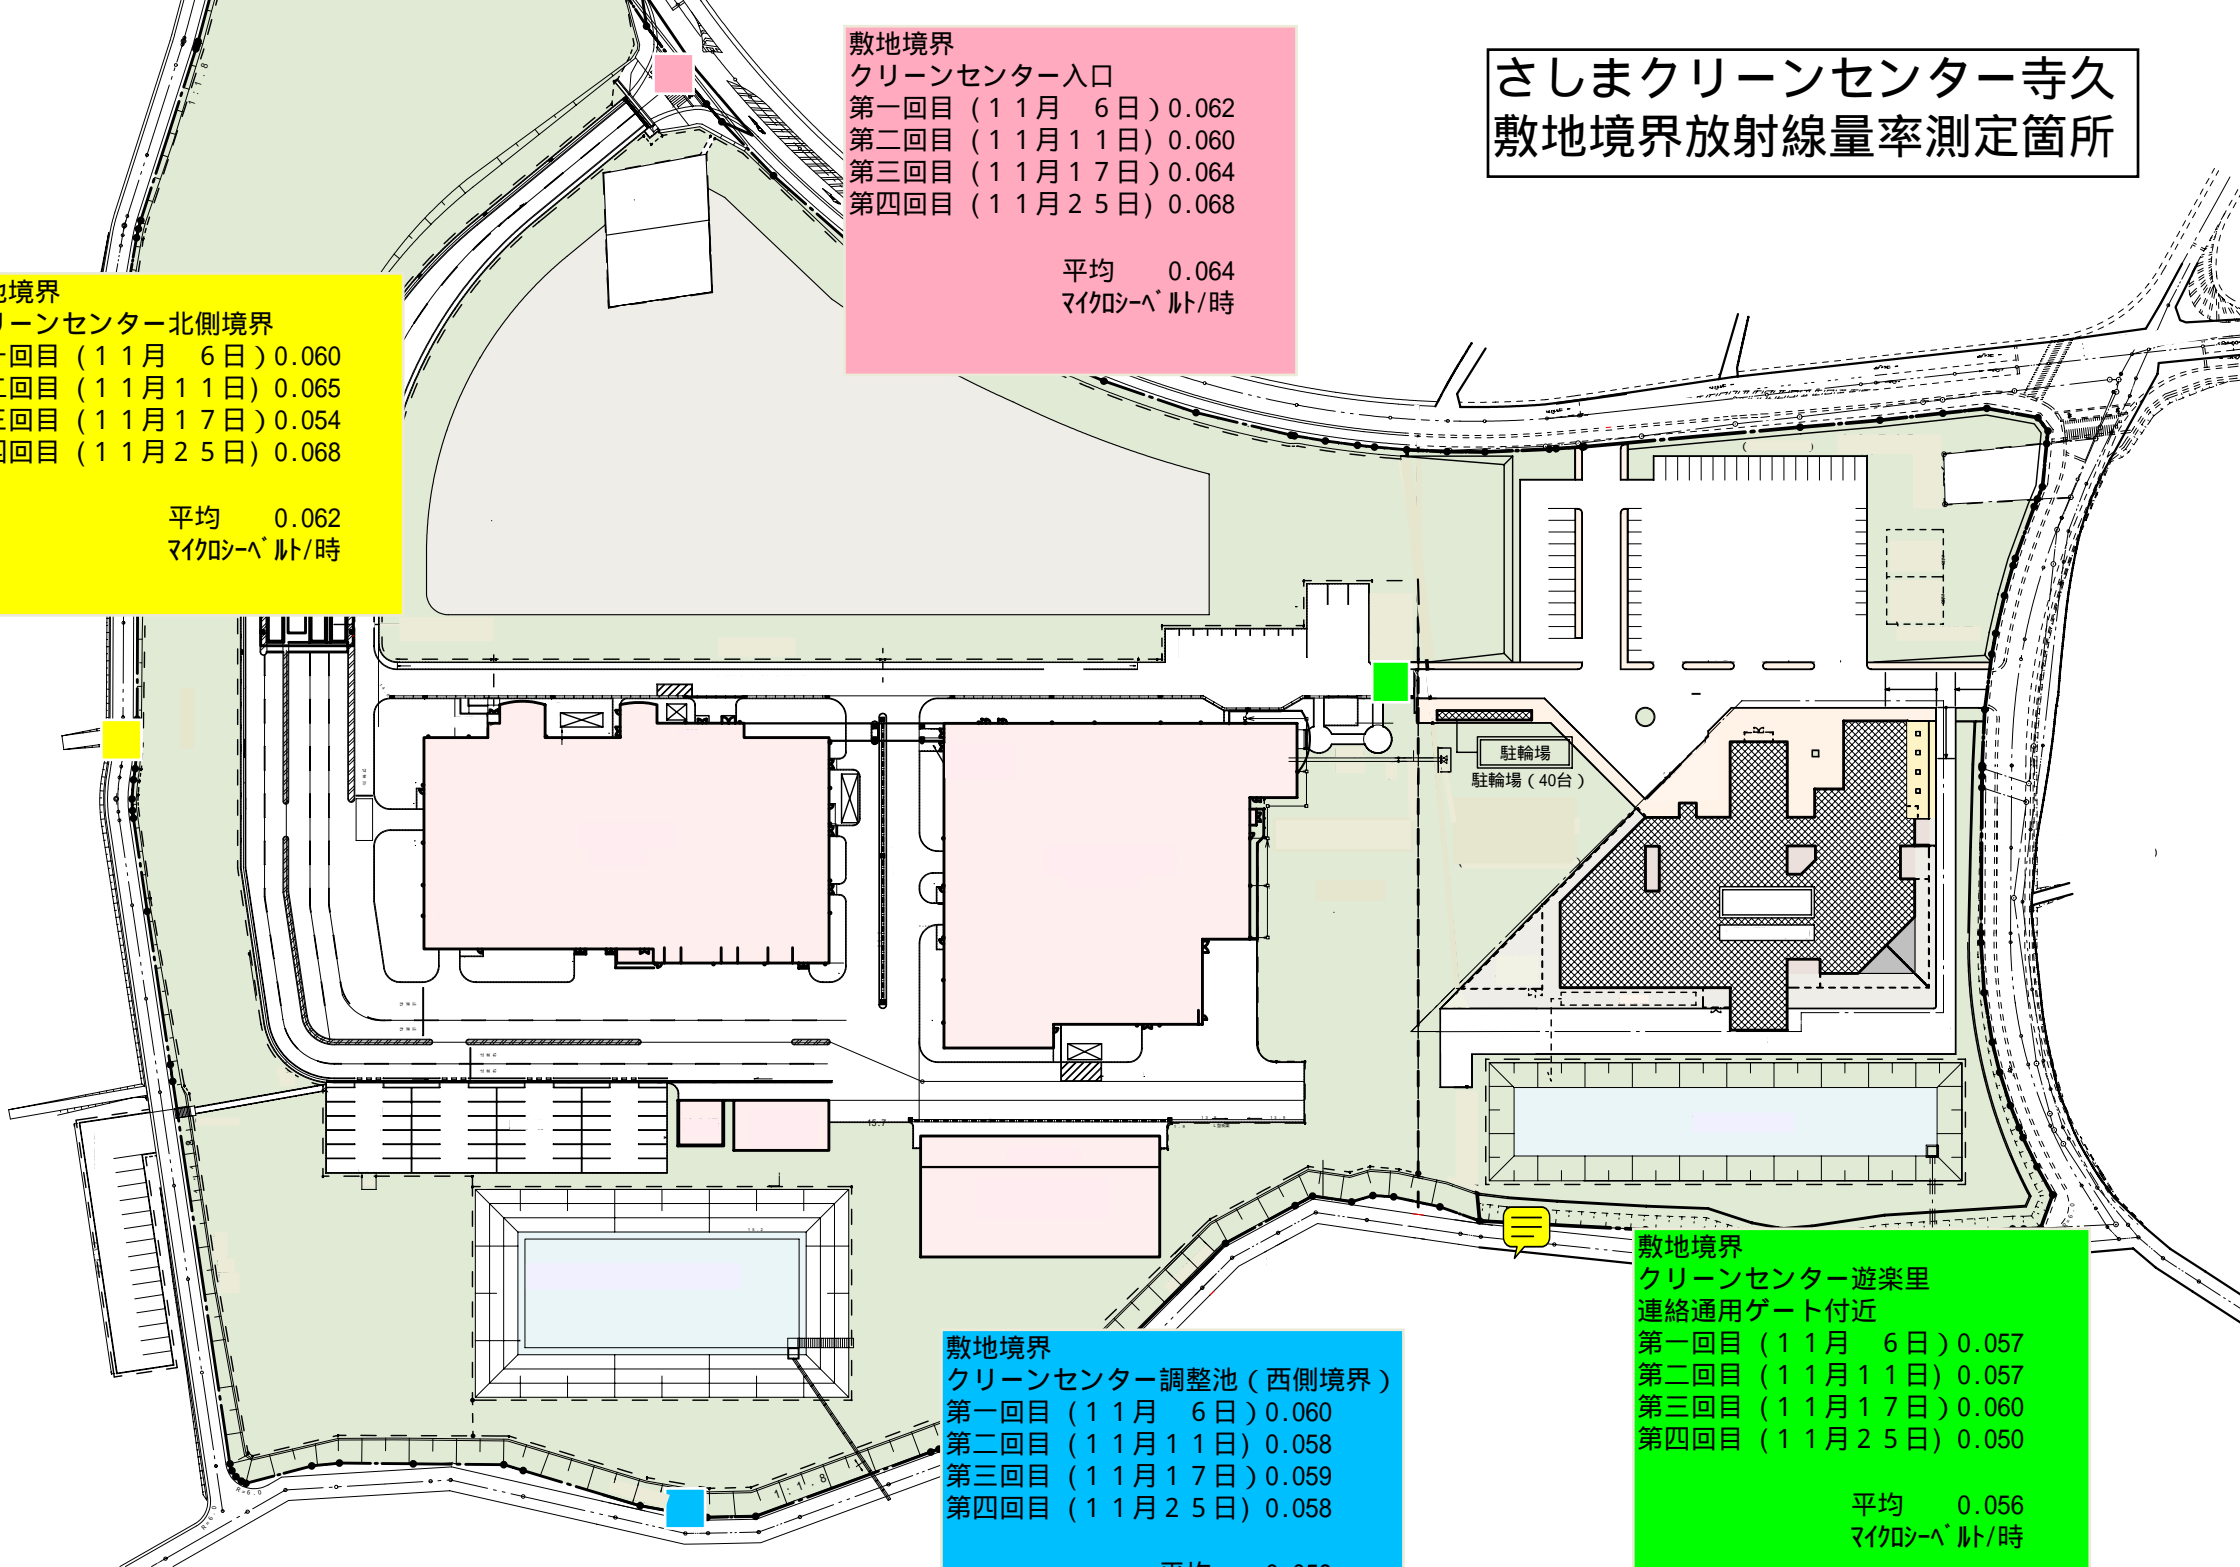 さしまクリーンセンター寺久
敷地境界放射線量率測定箇所
敷地境界
クリーンセンター入口
第一回目（１１月　６日）0.062
第二回目（１１月１１日）0.060
第三回目（１１月１７日）0.064
第四回目（１１月２５日）0.068
平均　0.064
ﾏｲｸﾛｼｰﾍﾞﾙﾄ/時
境界
ーンセンター北側境界
回目（１１月　６日）0.060
回目（１１月１１日）0.065
回目（１１月１７日）0.054
回目（１１月２５日）0.068
平均　0.062
ﾏｲｸﾛｼｰﾍﾞﾙﾄ/時
駐輪場
駐輪場（40台）
15.7
敷地境界
クリーンセンター遊楽里
連絡通用ゲート付近
第一回目（１１月　６日）0.057
第二回目（１１月１１日）0.057
第三回目（１１月１７日）0.060
第四回目（１１月２５日）0.050
平均　0.056
ﾏｲｸﾛｼｰﾍﾞﾙﾄ/時
敷地境界
クリーンセンター調整池（西側境界）
第一回目（１１月　６日）0.060
第二回目（１１月１１日）0.058
第三回目（１１月１７日）0.059
第四回目（１１月２５日）0.058
1:1.8
R=6.0